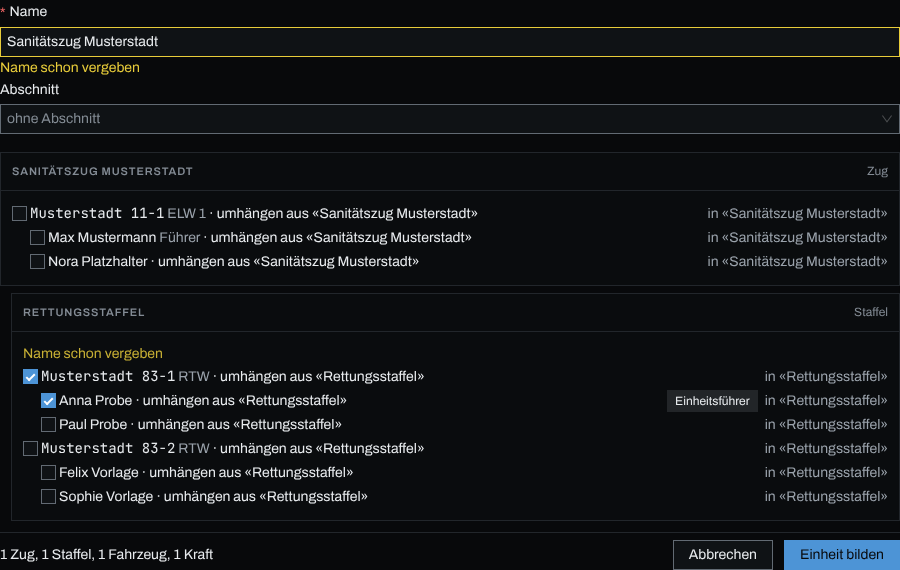 * Name
Sanitätszug Musterstadt
Name schon vergeben
Abschnitt
ohne Abschnitt
SANITÄTSZUG MUSTERSTADT Zug
Musterstadt 11-1 ELW 1 · umhängen aus «Sanitätszug Musterstadt» in «Sanitätszug Musterstadt»
Max Mustermann Führer · umhängen aus «Sanitätszug Musterstadt» in «Sanitätszug Musterstadt»
Nora Platzhalter · umhängen aus «Sanitätszug Musterstadt» in «Sanitätszug Musterstadt»
RETTUNGSSTAFFEL Staffel
Name schon vergeben
Musterstadt 83-1 RTW · umhängen aus «Rettungsstaffel» in «Rettungsstaffel»
Anna Probe · umhängen aus «Rettungsstaffel» Einheitsführer in «Rettungsstaffel»
Paul Probe · umhängen aus «Rettungsstaffel» in «Rettungsstaffel»
Musterstadt 83-2 RTW · umhängen aus «Rettungsstaffel» in «Rettungsstaffel»
Felix Vorlage · umhängen aus «Rettungsstaffel» in «Rettungsstaffel»
Sophie Vorlage · umhängen aus «Rettungsstaffel» in «Rettungsstaffel»
1 Zug, 1 Staffel, 1 Fahrzeug, 1 Kraft Abbrechen Einheit bilden